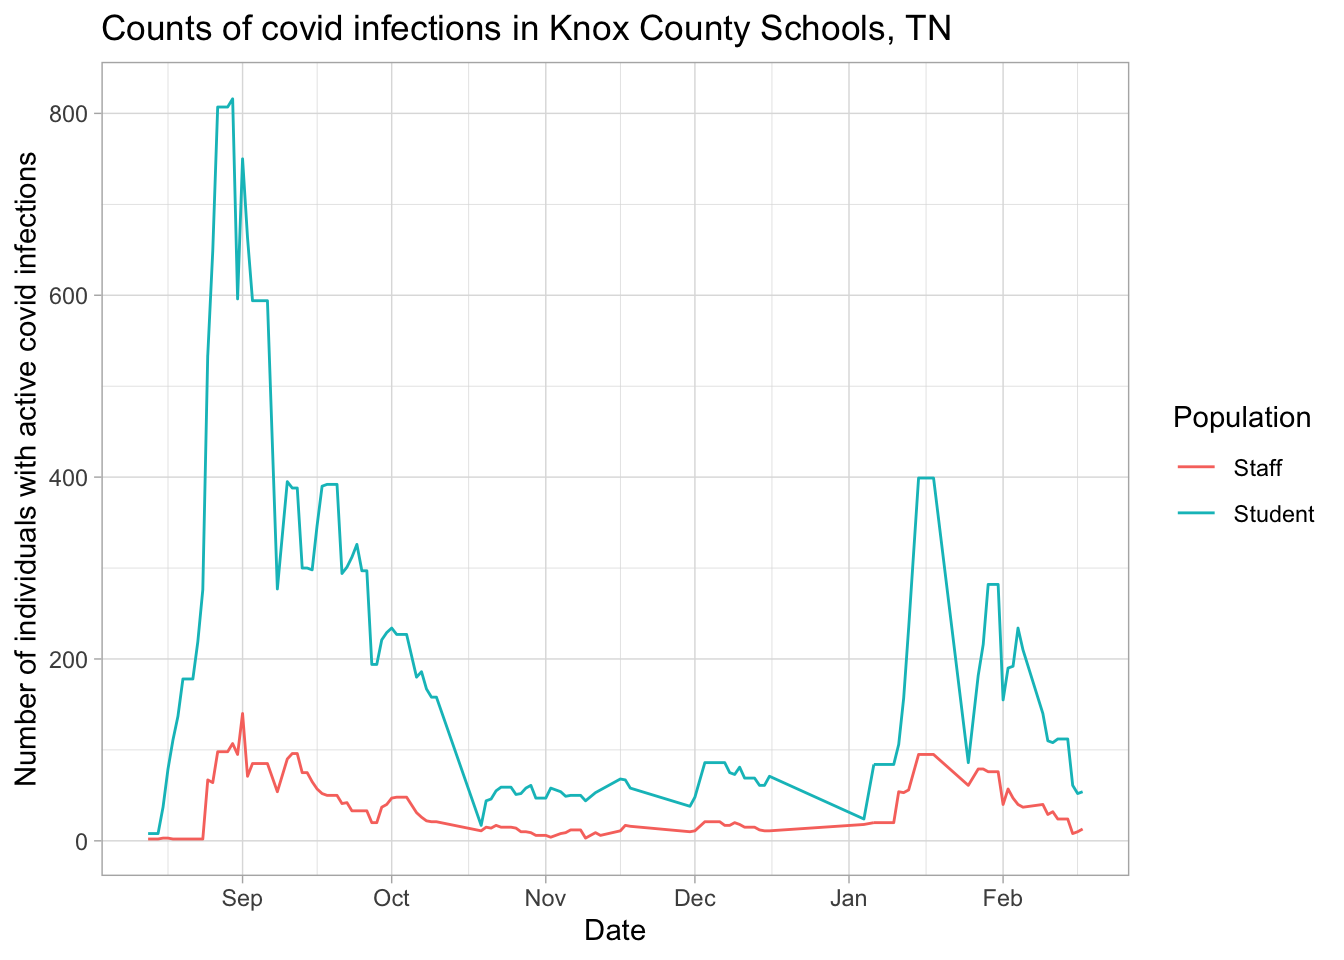 Counts of covid infections in Knox County Schools, TN
Number of individuals with active covid infections
800
600
400
200
0
Sep Oct Nov Dec Jan Feb
Date
Population
Staff
Student